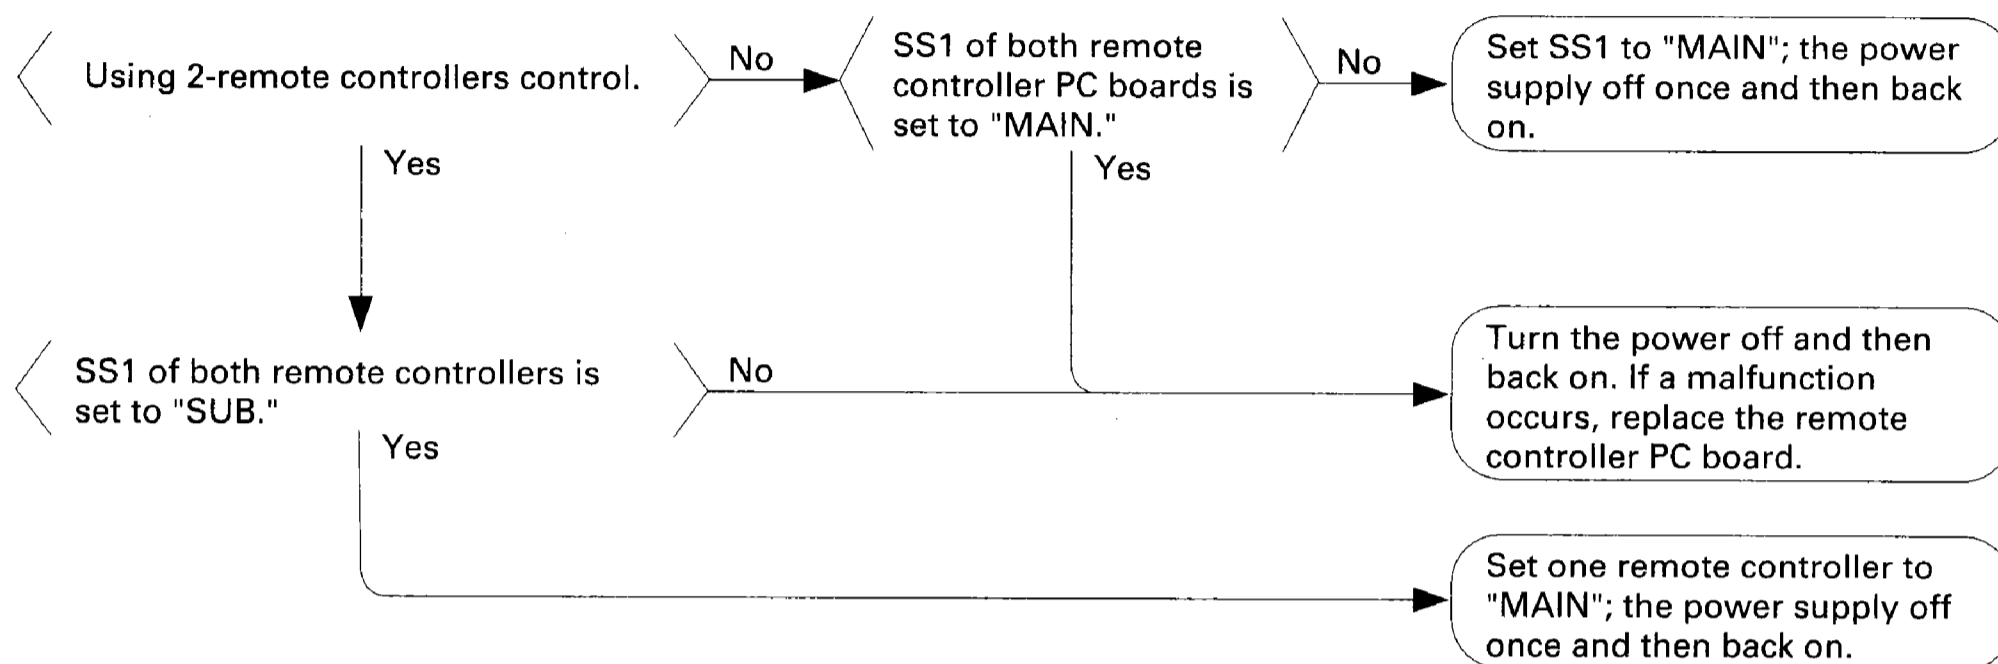 Using 2-remote controllers control.
No
SS1 of both remote
controller PC boards is
set to "MAIN."
No
Set SS1 to "MAIN"; the power
supply off once and then back
on.
Yes
Yes
SS1 of both remote controllers is
set to "SUB."
No
Turn the power off and then
back on. If a malfunction
occurs, replace the remote
controller PC board.
Yes
Set one remote controller to
"MAIN"; the power supply off
once and then back on.